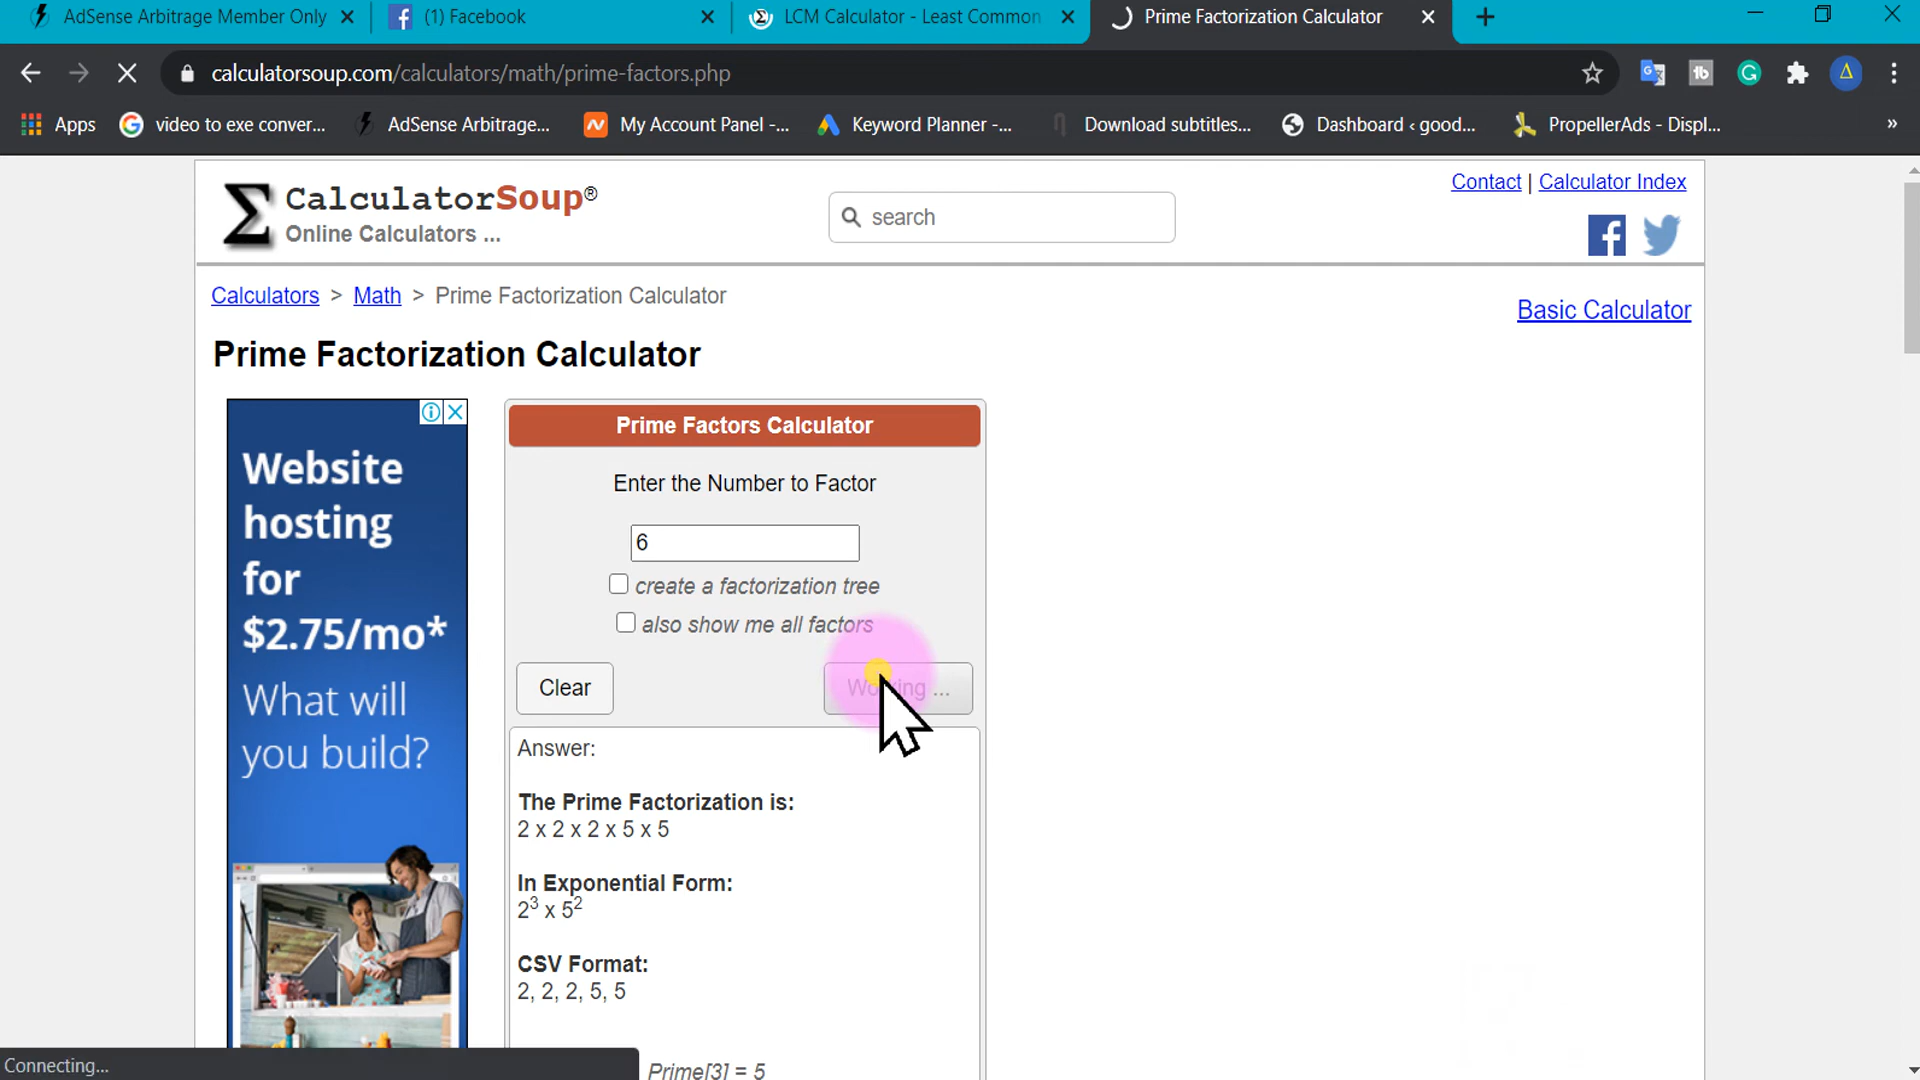 AdSense Arbitrage Member Only
(1) Facebook
LCM Calculator - Least Common
Prime Factorization Calculator
calculatorsoup.com/calculators/math/prime-factors.php
Apps
video to exe conver...
AdSense Arbitrage...
My Account Panel -...
Keyword Planner -...
Download subtitles...
Dashboard ‹ good...
PropellerAds - Displ...
»
CalculatorSoup®
Online Calculators ...
search
Contact | Calculator Index
Calculators > Math > Prime Factorization Calculator
Basic Calculator
Prime Factorization Calculator
Website
hosting
for
$2.75/mo*
What will
you build?
Prime Factors Calculator
Enter the Number to Factor
6
create a factorization tree
also show me all factors
Clear
Working ...
Answer:
The Prime Factorization is:
2 x 2 x 2 x 5 x 5
In Exponential Form:
2³ x 5²
CSV Format:
2, 2, 2, 5, 5
Prime[3] = 5
Connecting...